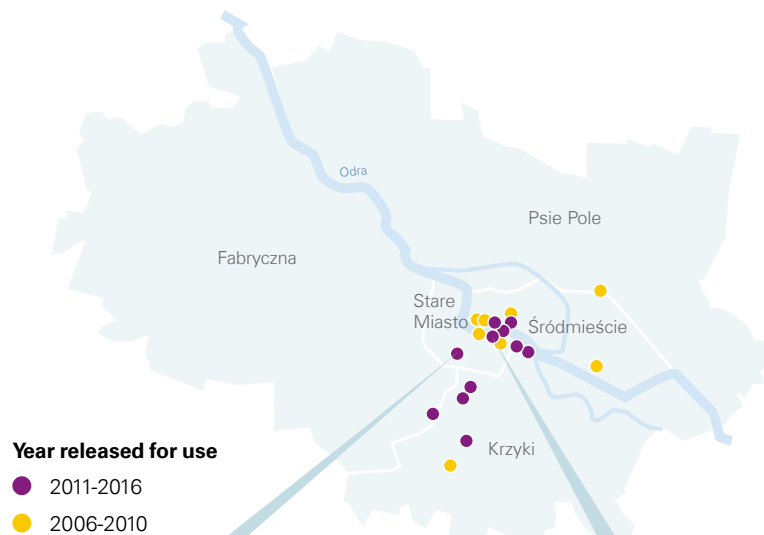 Odra
Psie Pole
Fabryczna
Stare
Miasto
Śródmieście
Krzyki
Year released for use
2011-2016
2006-2010